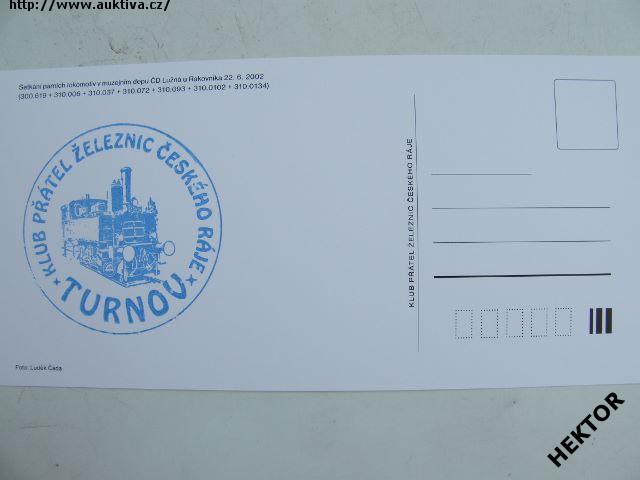 http://www.auktiva.cz/
Setkání parních lokomotiv v muzejním depu ČD Lužná u Rakovníka 22. 6. 2002
(300.619 + 310.006 + 310.037 + 310.072 + 310.093 + 310.0102 + 310.0134)
KLUB PŘÁTEL ŽELEZNIC ČESKÉHO RÁJE
TURNOV
KLUB PŘÁTEL ŽELEZNIC ČESKÉHO RÁJE
Foto: Luděk Čada
HEKTOR